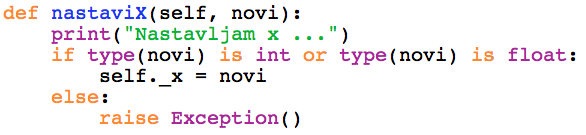 def nastaviX(self, novi):
    print("Nastavljam x ...")
    if type(novi) is int or type(novi) is float:
        self._x = novi
    else:
        raise Exception()